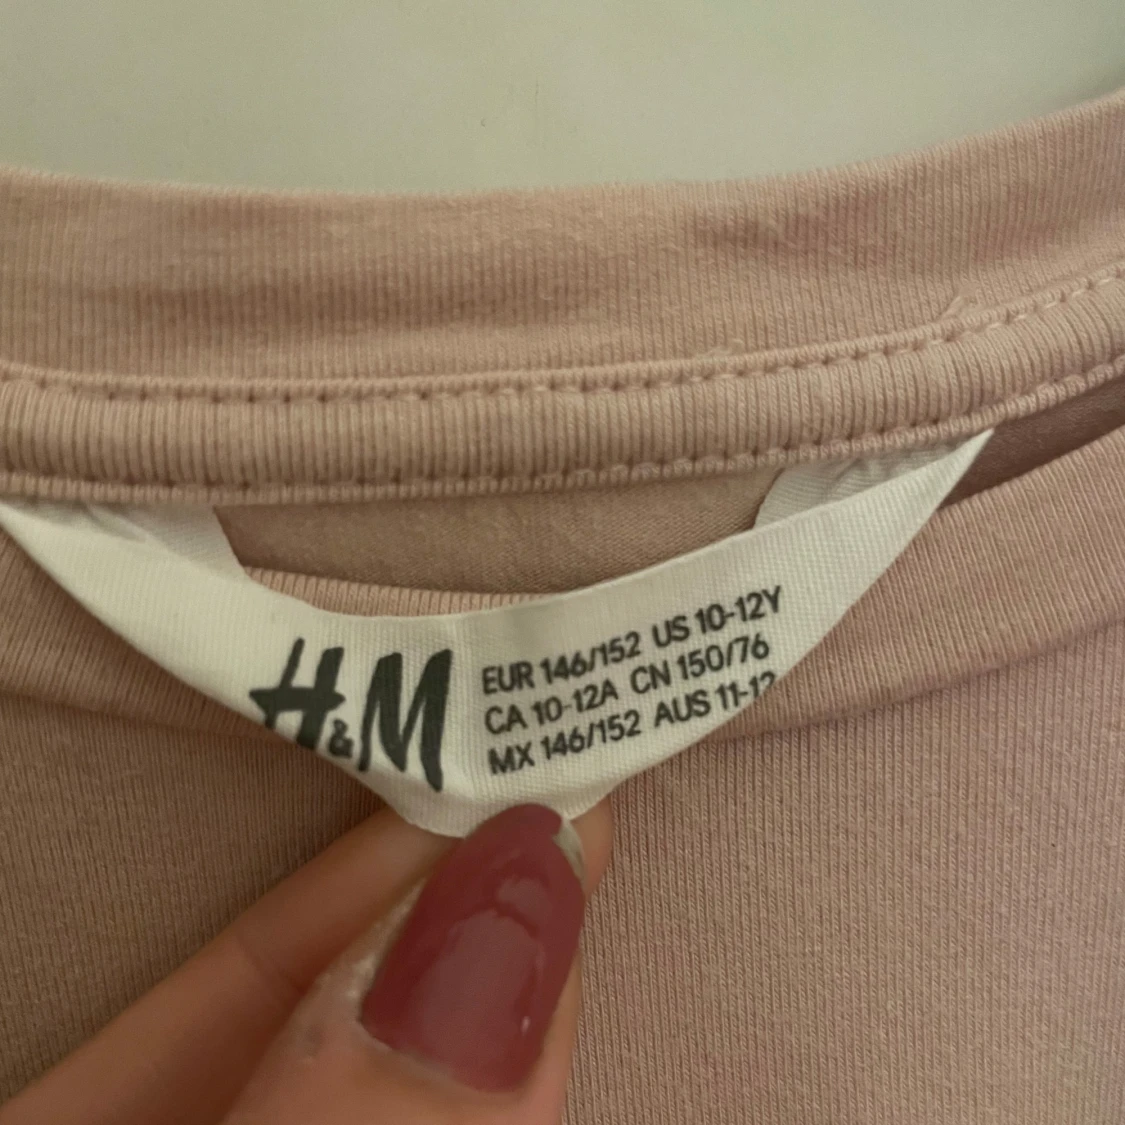 H&M
EUR 146/152 US 10-12Y
CA 10-12A CN 150/76
MX 146/152 AUS 11-12